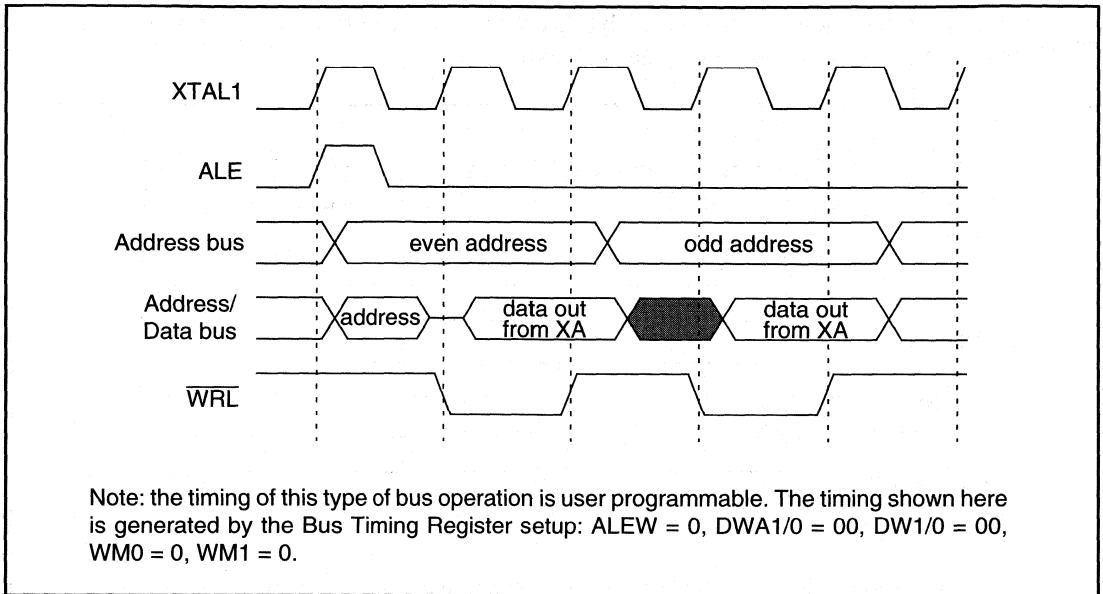 XTAL1
ALE
Address bus
even address
odd address
Address/
Data bus
address
data out
from XA
data out
from XA
WRL
Note: the timing of this type of bus operation is user programmable. The timing shown here
is generated by the Bus Timing Register setup: ALEW = 0, DWA1/0 = 00, DW1/0 = 00,
WM0 = 0, WM1 = 0.